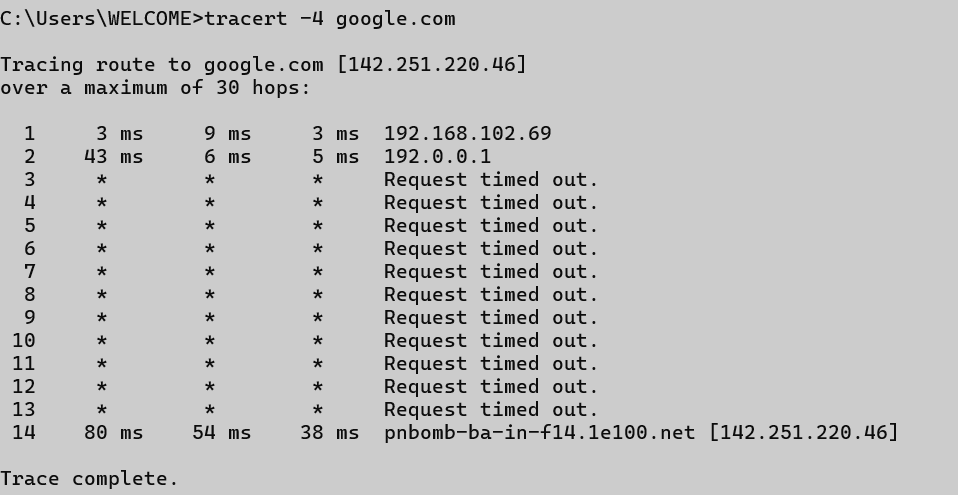 C:\Users\WELCOME>tracert -4 google.com
Tracing route to google.com [142.251.220.46]
over a maximum of 30 hops:
1 3 ms 9 ms 3 ms 192.168.102.69
2 43 ms 6 ms 5 ms 192.0.0.1
3 * * * Request timed out.
4 * * * Request timed out.
5 * * * Request timed out.
6 * * * Request timed out.
7 * * * Request timed out.
8 * * * Request timed out.
9 * * * Request timed out.
10 * * * Request timed out.
11 * * * Request timed out.
12 * * * Request timed out.
13 * * * Request timed out.
14 80 ms 54 ms 38 ms pnbomb-ba-in-f14.1e100.net [142.251.220.46]
Trace complete.